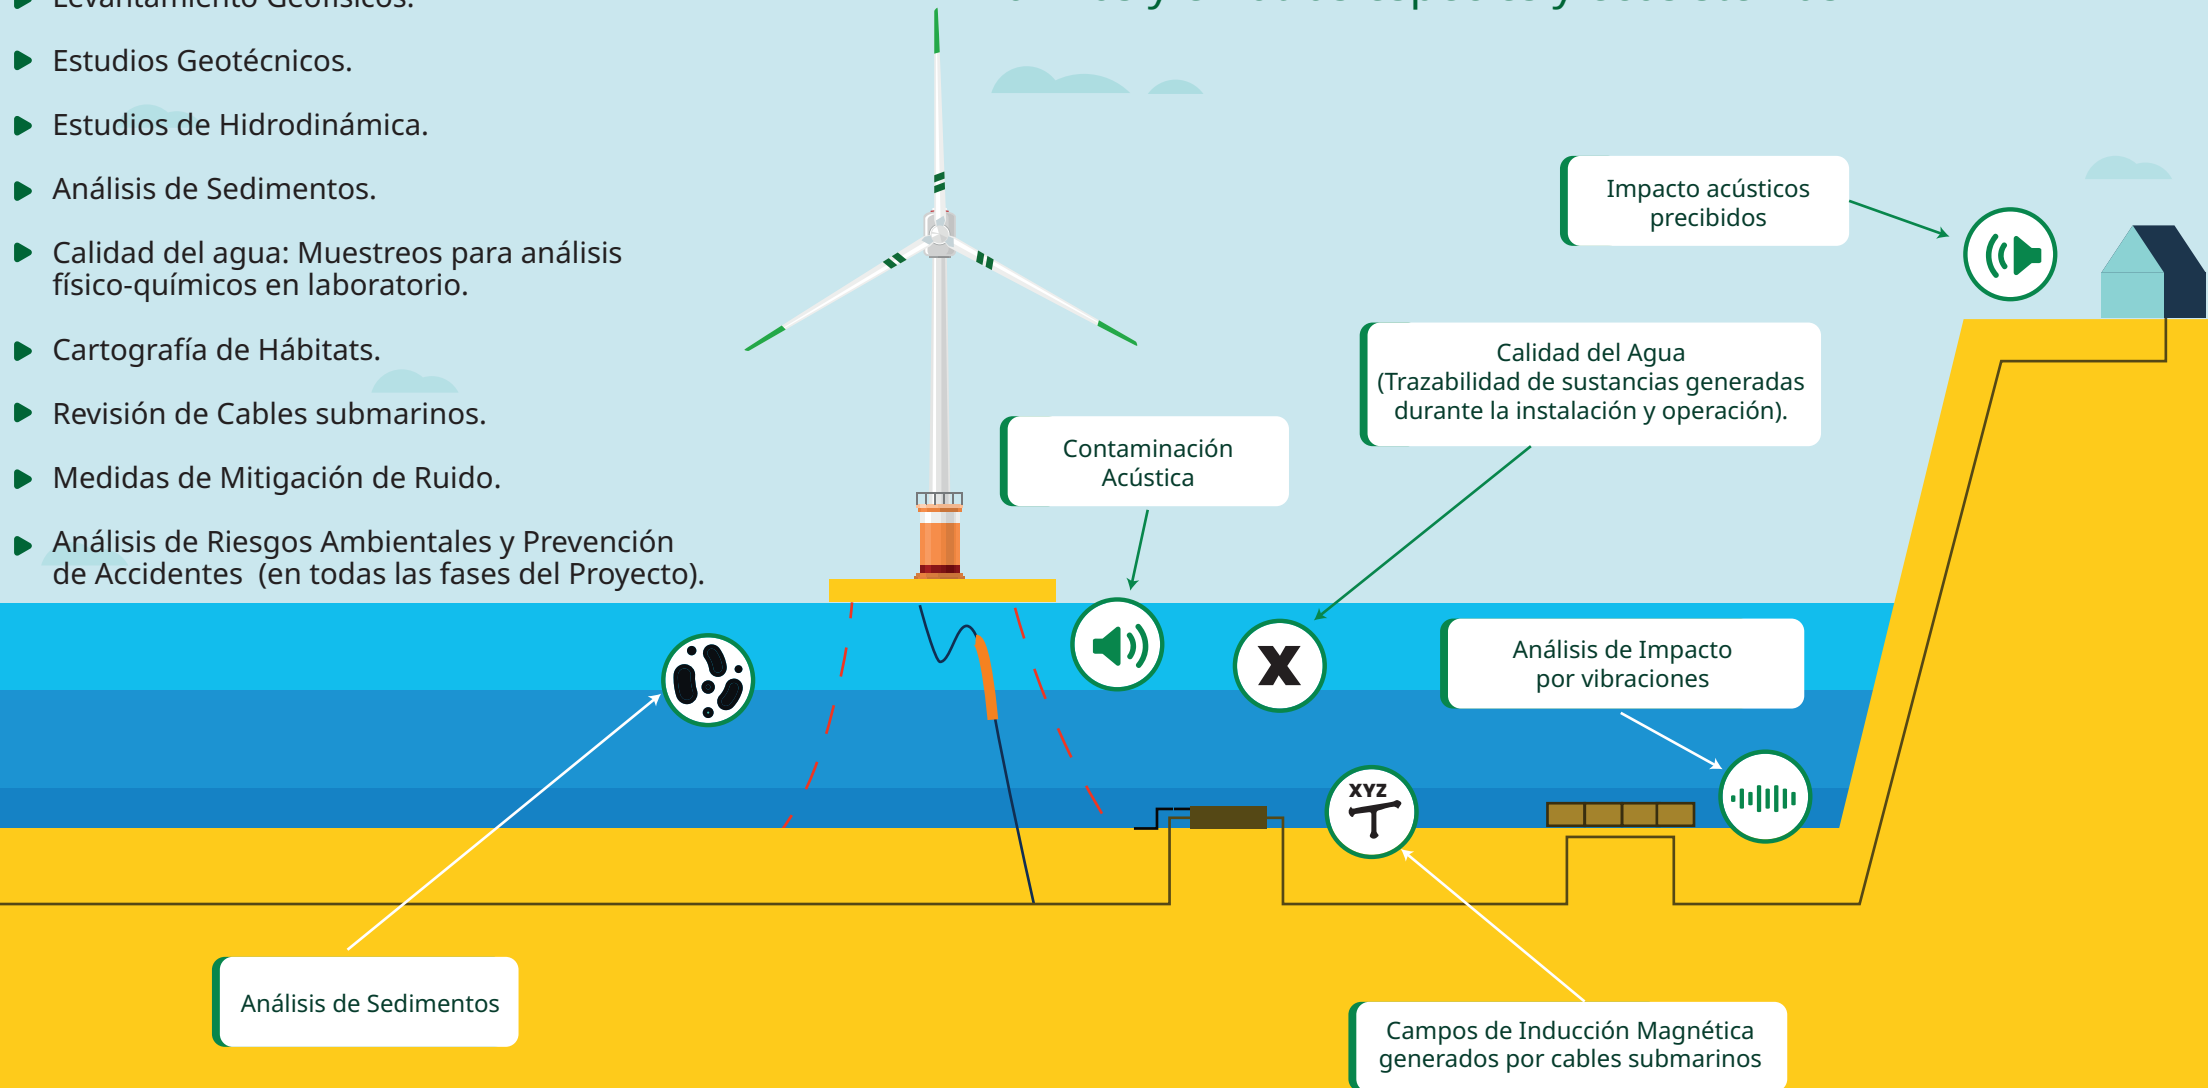 Levantamiento Geofísicos.
Estudios Geotécnicos.
Estudios de Hidrodinámica.
Análisis de Sedimentos.
Calidad del agua: Muestreos para análisis
físico-químicos en laboratorio.
Cartografía de Hábitats.
Revisión de Cables submarinos.
Medidas de Mitigación de Ruido.
Análisis de Riesgos Ambientales y Prevención
de Accidentes (en todas las fases del Proyecto).
Impacto acústicos
precibidos
Calidad del Agua
(Trazabilidad de sustancias generadas
durante la instalación y operación).
Contaminación
Acústica
X
Análisis de Impacto
por vibraciones
XYZ
Análisis de Sedimentos
Campos de Inducción Magnética
generados por cables submarinos